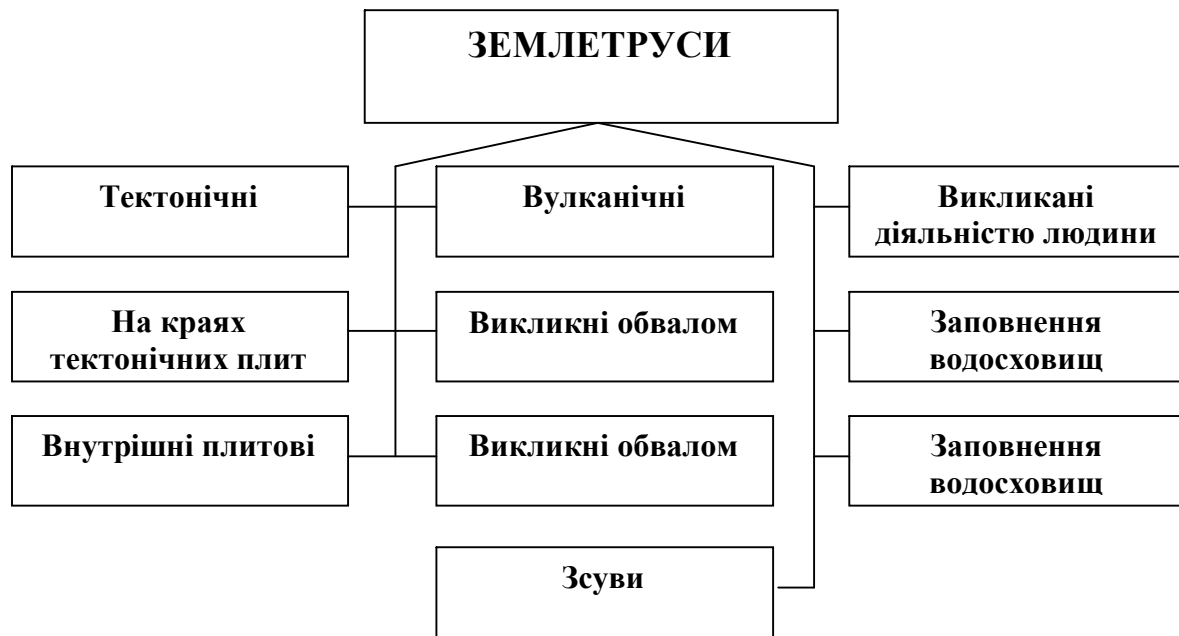 ЗЕМЛЕТРУСИ
Тектонічні
Вулканічні
Викликані
діяльністю людини
На краях
тектонічних плит
Викликні обвалом
Заповнення
водосховищ
Внутрішні плитові
Викликні обвалом
Заповнення
водосховищ
Зсуви